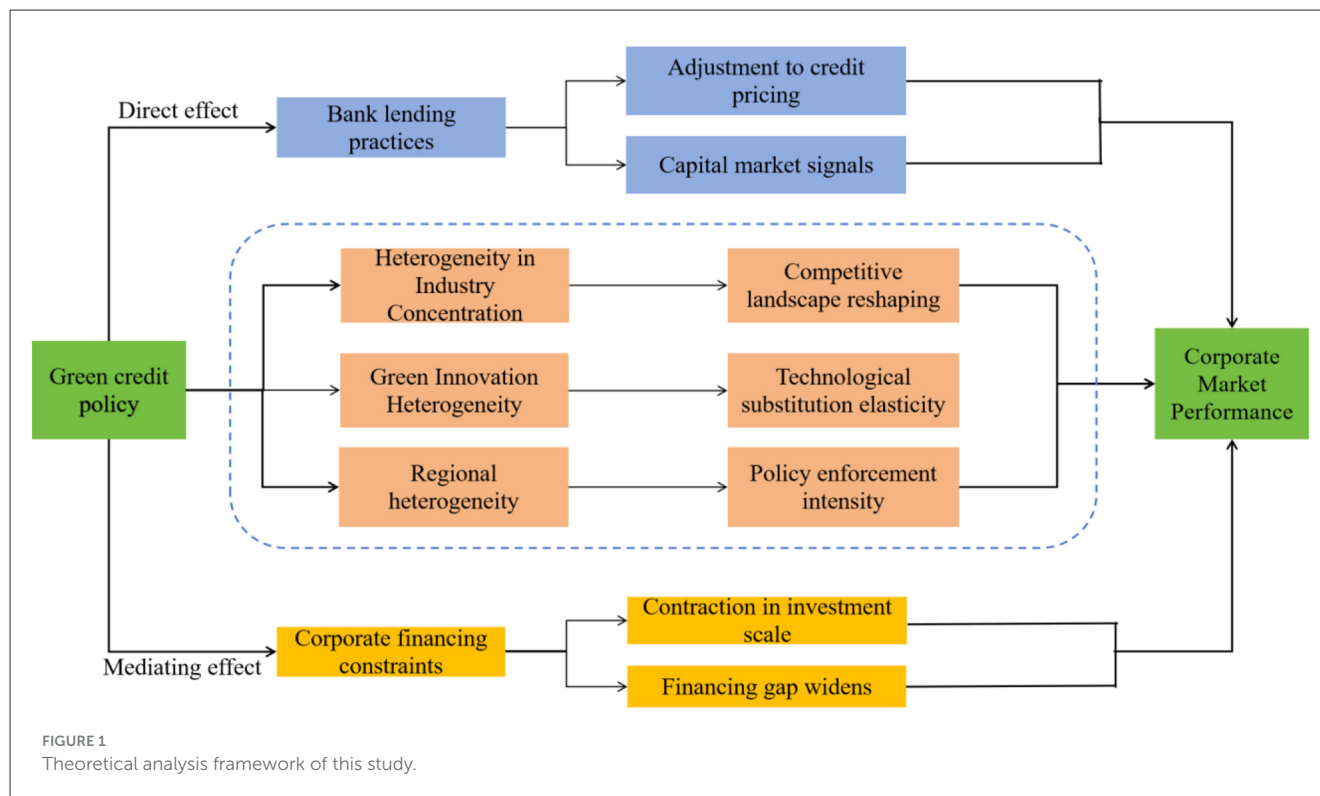 Direct effect
Bank lending
practices
Adjustment to credit
pricing
Capital market signals
Green credit
policy
Heterogeneity in
Industry
Concentration
Competitive
landscape reshaping
Green Innovation
Heterogeneity
Technological
substitution elasticity
Regional
heterogeneity
Policy enforcement
intensity
Corporate
Market
Performance
Mediating effect
Corporate financing
constraints
Contraction in investment
scale
Financing gap widens
FIGURE 1
Theoretical analysis framework of this study.